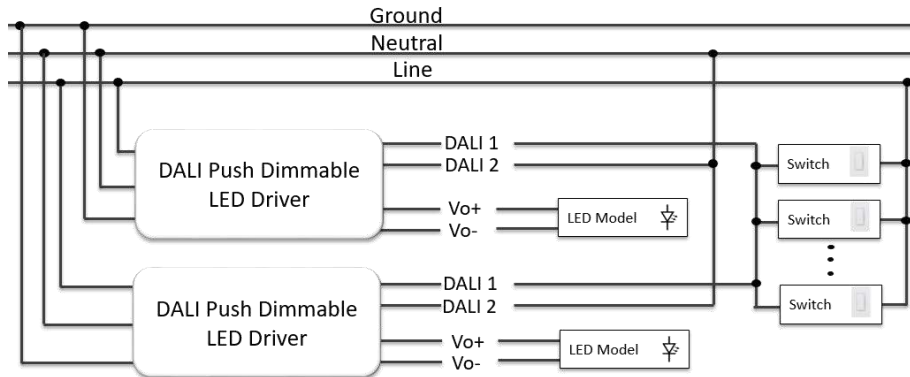 Ground
Neutral
Line
DALI Push Dimmable
LED Driver
DALI 1
DALI 2
Vo+
Vo-
LED Model
Switch
Switch
Switch
DALI Push Dimmable
LED Driver
DALI 1
DALI 2
Vo+
Vo-
LED Model